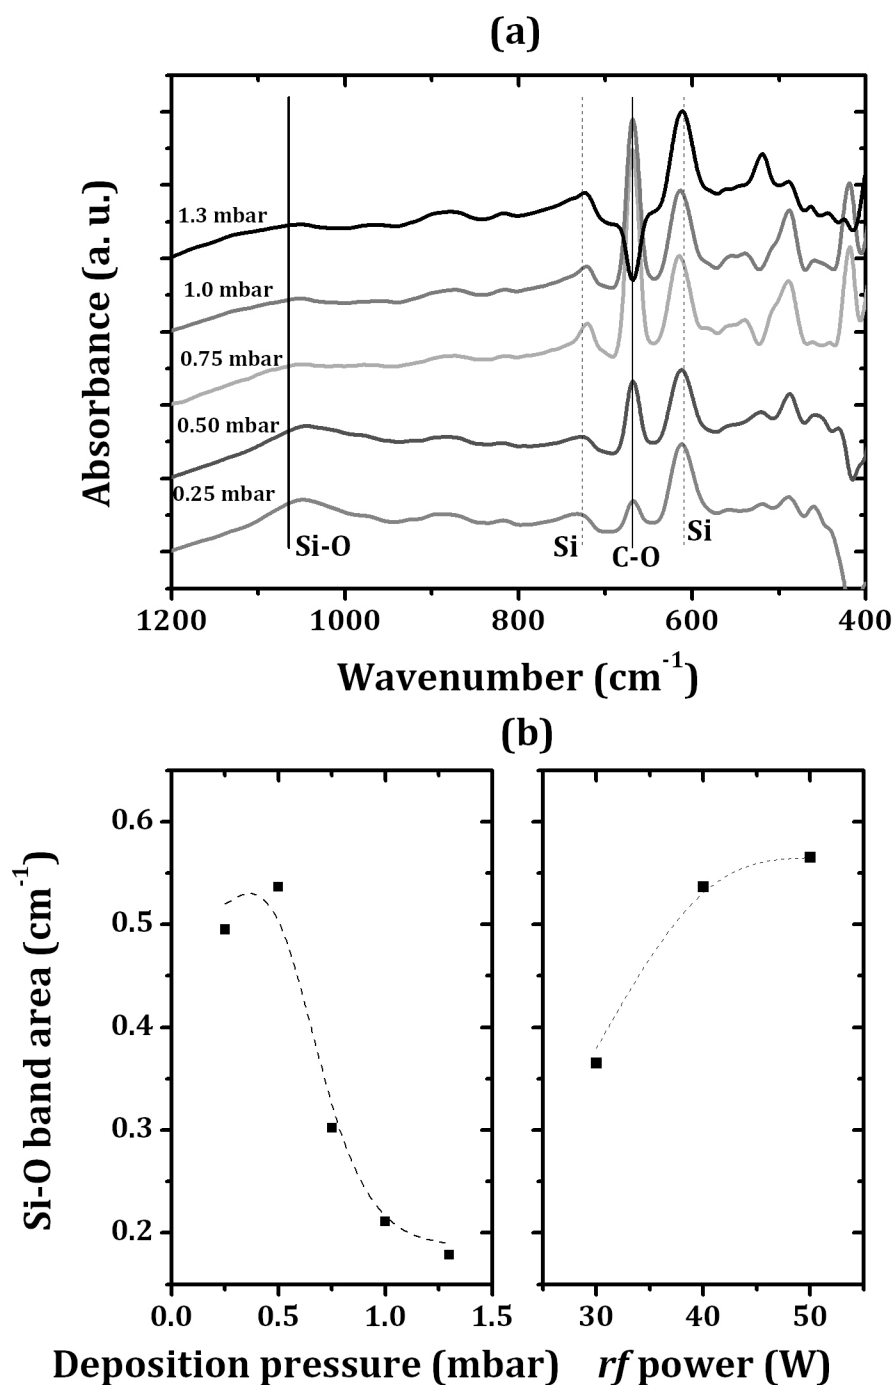 (a)
Absorbance (a. u.)
1.3 mbar
1.0 mbar
0.75 mbar
0.50 mbar
0.25 mbar
Si-O
Si
C-O
Si
1200 1000 800 600 400
Wavenumber (cm⁻¹)
(b)
Si-O band area (cm⁻¹)
0.6
0.5
0.4
0.3
0.2
0.0 0.5 1.0 1.5 30 40 50
Deposition pressure (mbar) rf power (W)